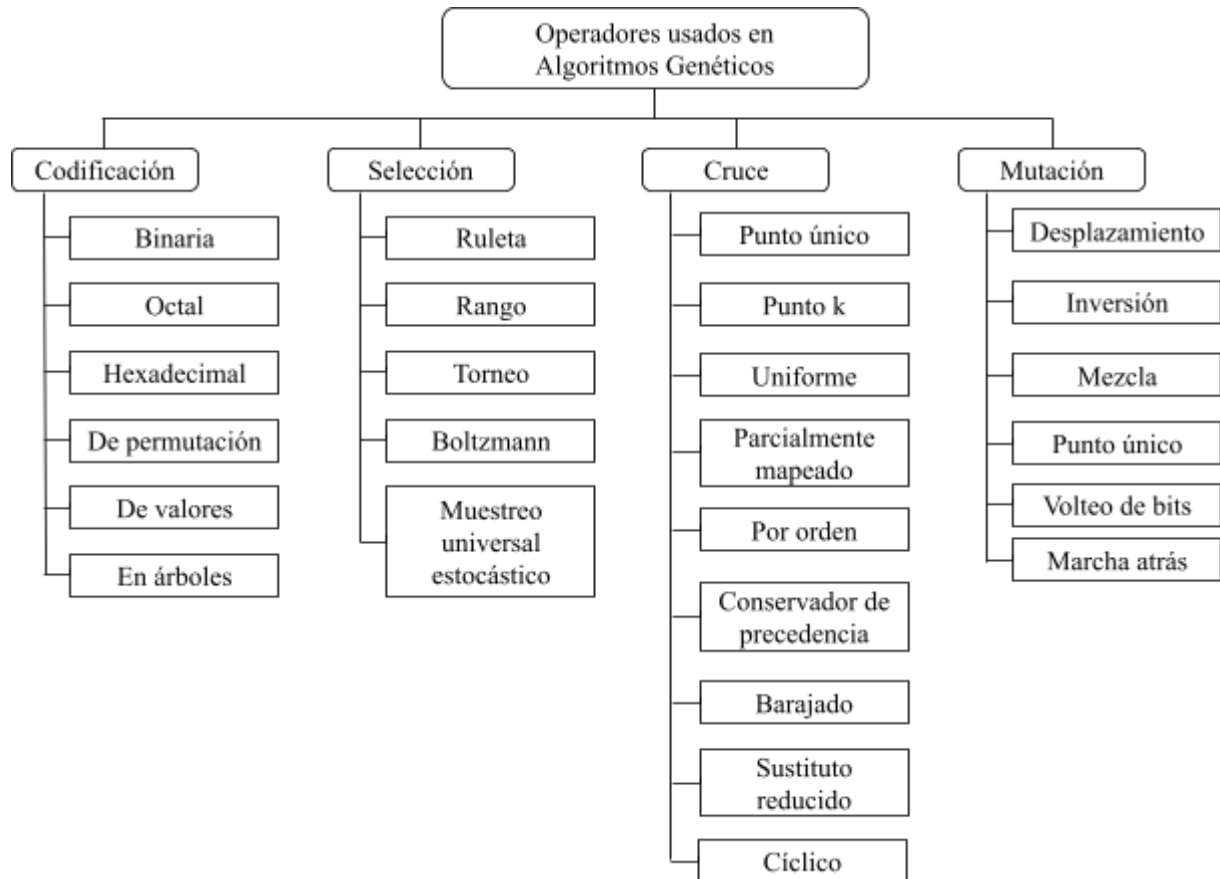 Operadores usados en
Algoritmos Genéticos
Codificación
Binaria
Octal
Hexadecimal
De permutación
De valores
En árboles
Selección
Ruleta
Rango
Torneo
Boltzmann
Muestreo
universal
estocástico
Cruce
Punto único
Punto k
Uniforme
Parcialmente
mapeado
Por orden
Conservador de
precedencia
Barajado
Sustituto
reducido
Cíclico
Mutación
Desplazamiento
Inversión
Mezcla
Punto único
Volteo de bits
Marcha atrás